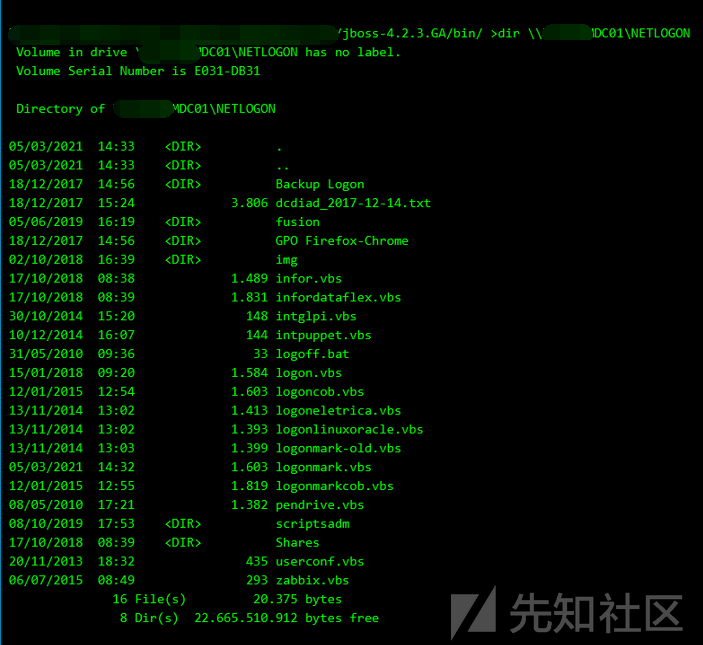 /jboss-4.2.3.GA/bin/ >dir \\MDC01\NETLOGON
Volume in drive \MDC01\NETLOGON has no label.
Volume Serial Number is E031-DB31
Directory of MDC01\NETLOGON
05/03/2021 14:33 <DIR> .
05/03/2021 14:33 <DIR> ..
18/12/2017 14:56 <DIR> Backup Logon
18/12/2017 15:24 3.806 dcdiad_2017-12-14.txt
05/06/2019 16:19 <DIR> fusion
18/12/2017 14:56 <DIR> GPO Firefox-Chrome
02/10/2018 16:39 <DIR> img
17/10/2018 08:38 1.489 infor.vbs
17/10/2018 08:39 1.831 infordataflex.vbs
30/10/2014 15:20 148 intglpi.vbs
10/12/2014 16:07 144 intpuppet.vbs
31/05/2010 09:36 33 logoff.bat
15/01/2018 09:20 1.584 logon.vbs
12/01/2015 12:54 1.603 logoncob.vbs
13/11/2014 13:02 1.413 logoneletrica.vbs
13/11/2014 13:02 1.393 logonlinuxoracle.vbs
13/11/2014 13:03 1.399 logonmark-old.vbs
05/03/2021 14:32 1.603 logonmark.vbs
12/01/2015 12:55 1.819 logonmarkcob.vbs
08/05/2010 17:21 1.382 pendrive.vbs
08/10/2019 17:53 <DIR> scriptsadm
17/10/2018 08:39 <DIR> Shares
20/11/2013 18:32 435 userconf.vbs
06/07/2015 08:49 293 zabbix.vbs
16 File(s) 20.375 bytes
8 Dir(s) 22.665.510.912 bytes free
先知社区